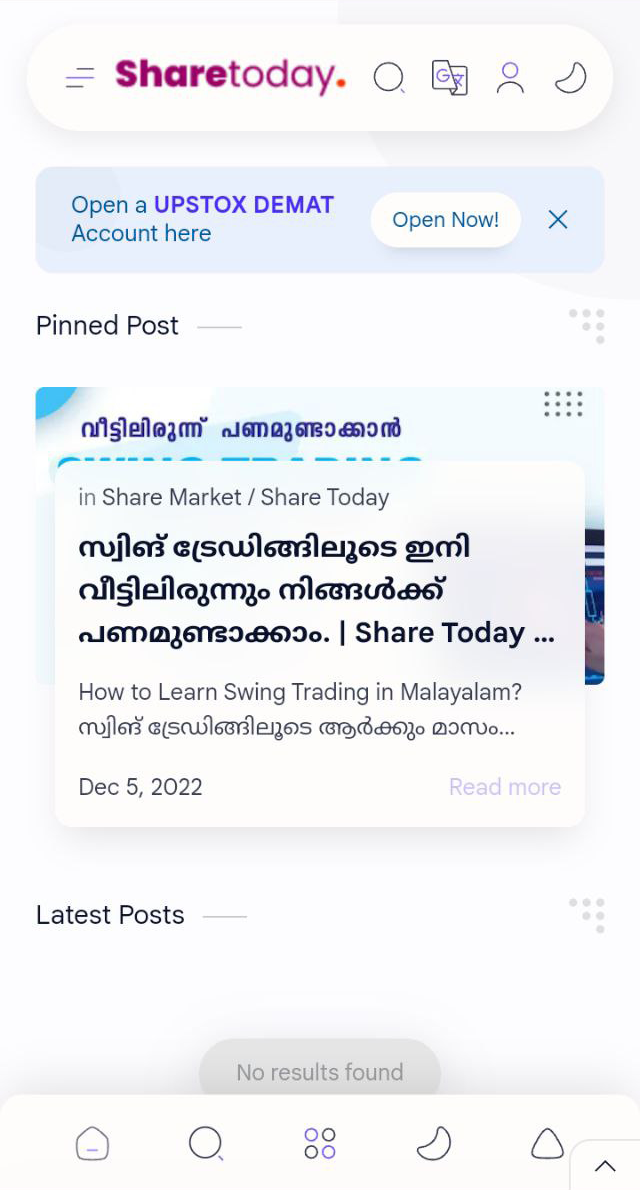 Sharetoday.
Open a UPSTOX DEMAT
Account here
Open Now!
Pinned Post
വീട്ടിലിരുന്ന് പണമുണ്ടാക്കാൻ
in Share Market / Share Today
സ്വിങ് ട്രേഡിങ്ങിലൂടെ ഇനി
വീട്ടിലിരുന്നും നിങ്ങൾക്ക്
പണമുണ്ടാക്കാം. | Share Today ...
How to Learn Swing Trading in Malayalam?
സ്വിങ് ട്രേഡിങ്ങിലൂടെ ആർക്കും മാസം...
Dec 5, 2022
Read more
Latest Posts
No results found